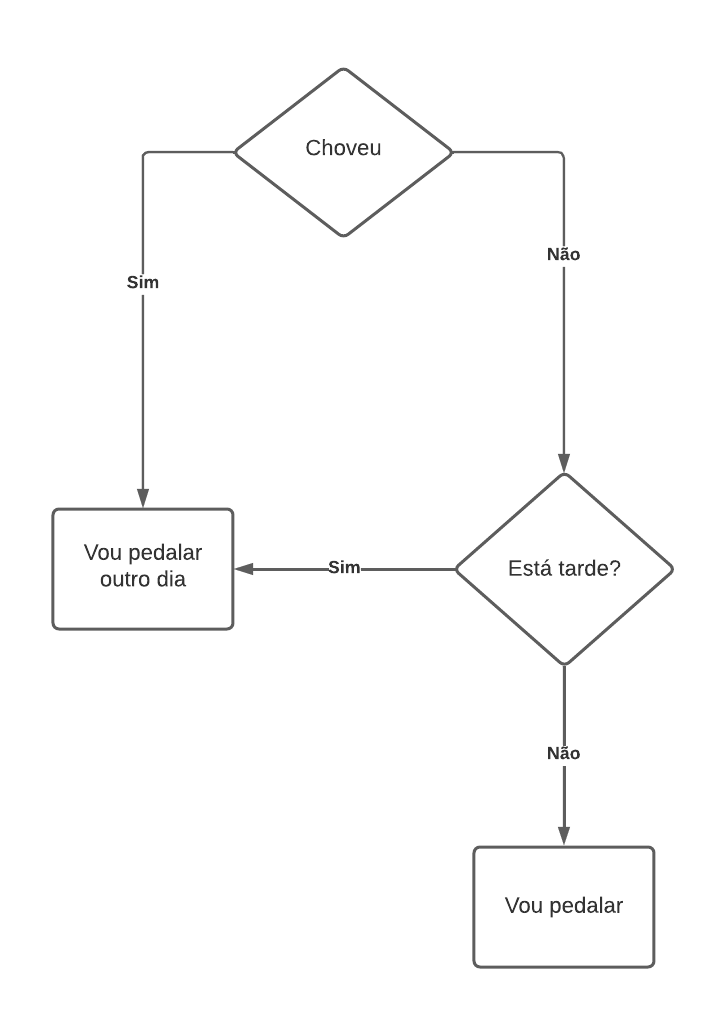 Choveu
Não
Sim
Vou pedalar
outro dia
Sim
Está tarde?
Não
Vou pedalar